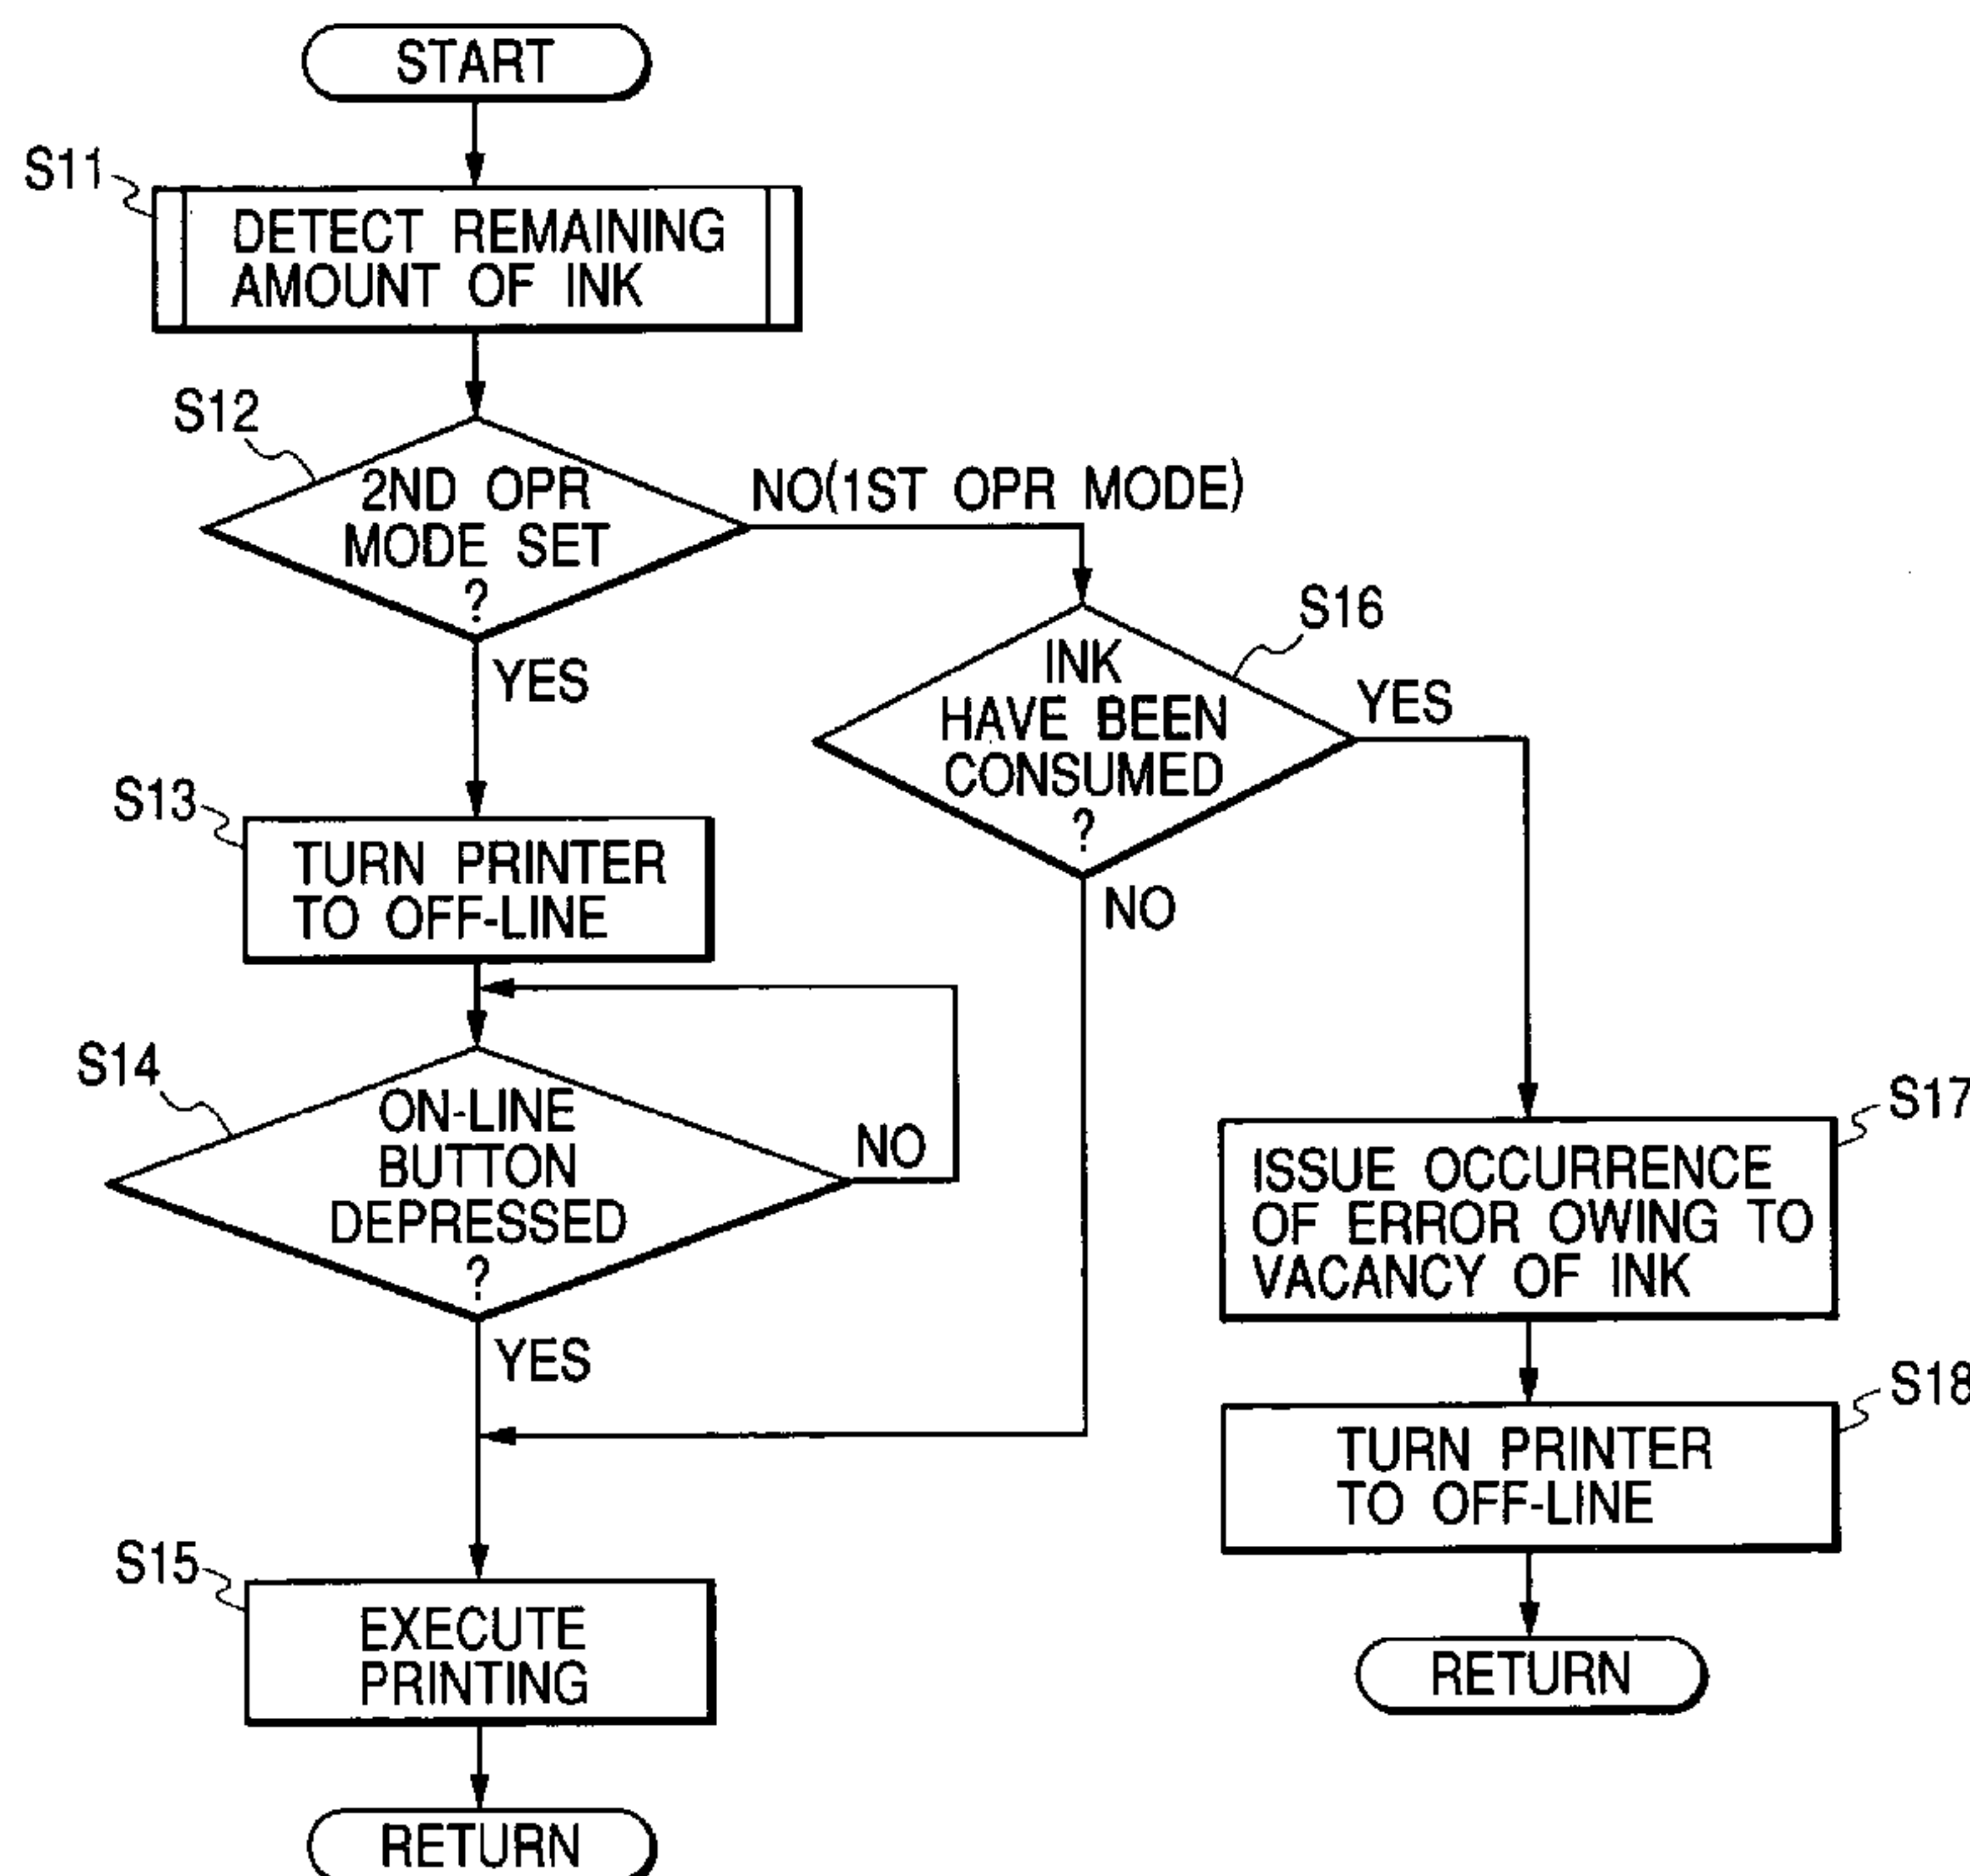 START
S11
DETECT REMAINING
AMOUNT OF INK
S12
2ND OPR
MODE SET
?
NO(1ST OPR MODE)
YES
S16
INK
HAVE BEEN
CONSUMED
?
YES
NO
S13
TURN PRINTER
TO OFF-LINE
S14
ON-LINE
BUTTON
DEPRESSED
?
NO
YES
S17
ISSUE OCCURRENCE
OF ERROR OWING TO
VACANCY OF INK
S18
TURN PRINTER
TO OFF-LINE
RETURN
S15
EXECUTE
PRINTING
RETURN